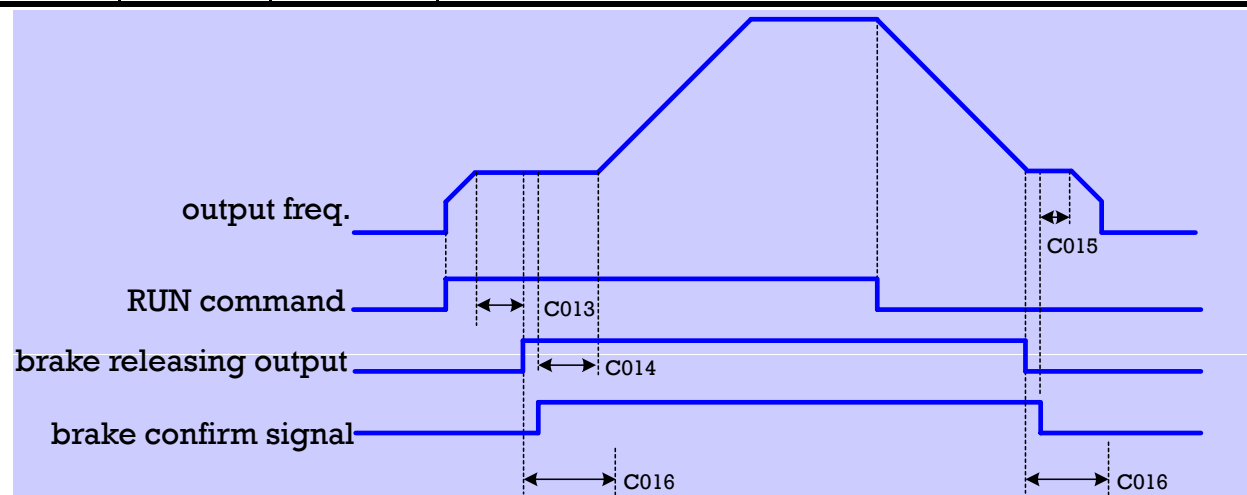 output freq.
C015
RUN command
C013
brake releasing output
C014
brake confirm signal
C016
C016